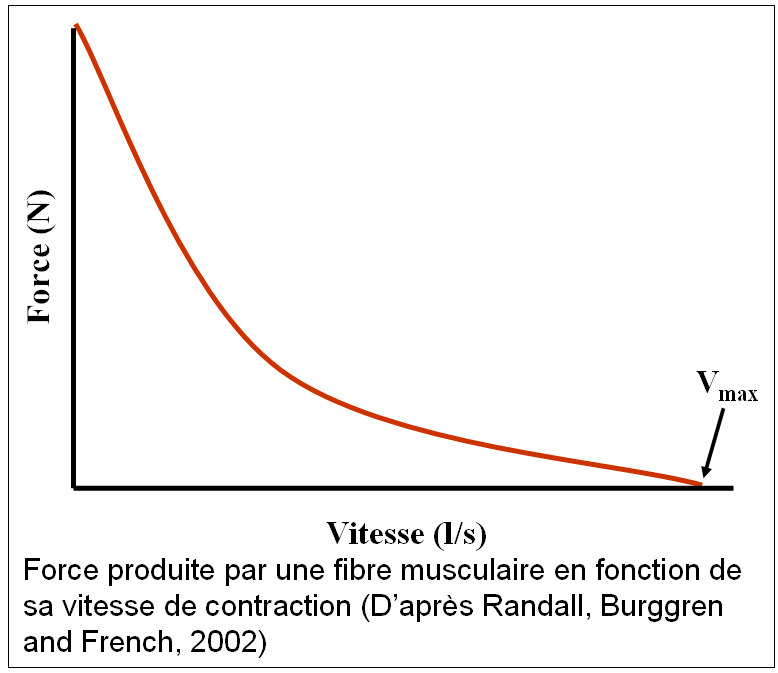 Force (N)
V max
Vitesse (l/s)
Force produite par une fibre musculaire en fonction de
sa vitesse de contraction (D’après Randall, Burggren
and French, 2002)